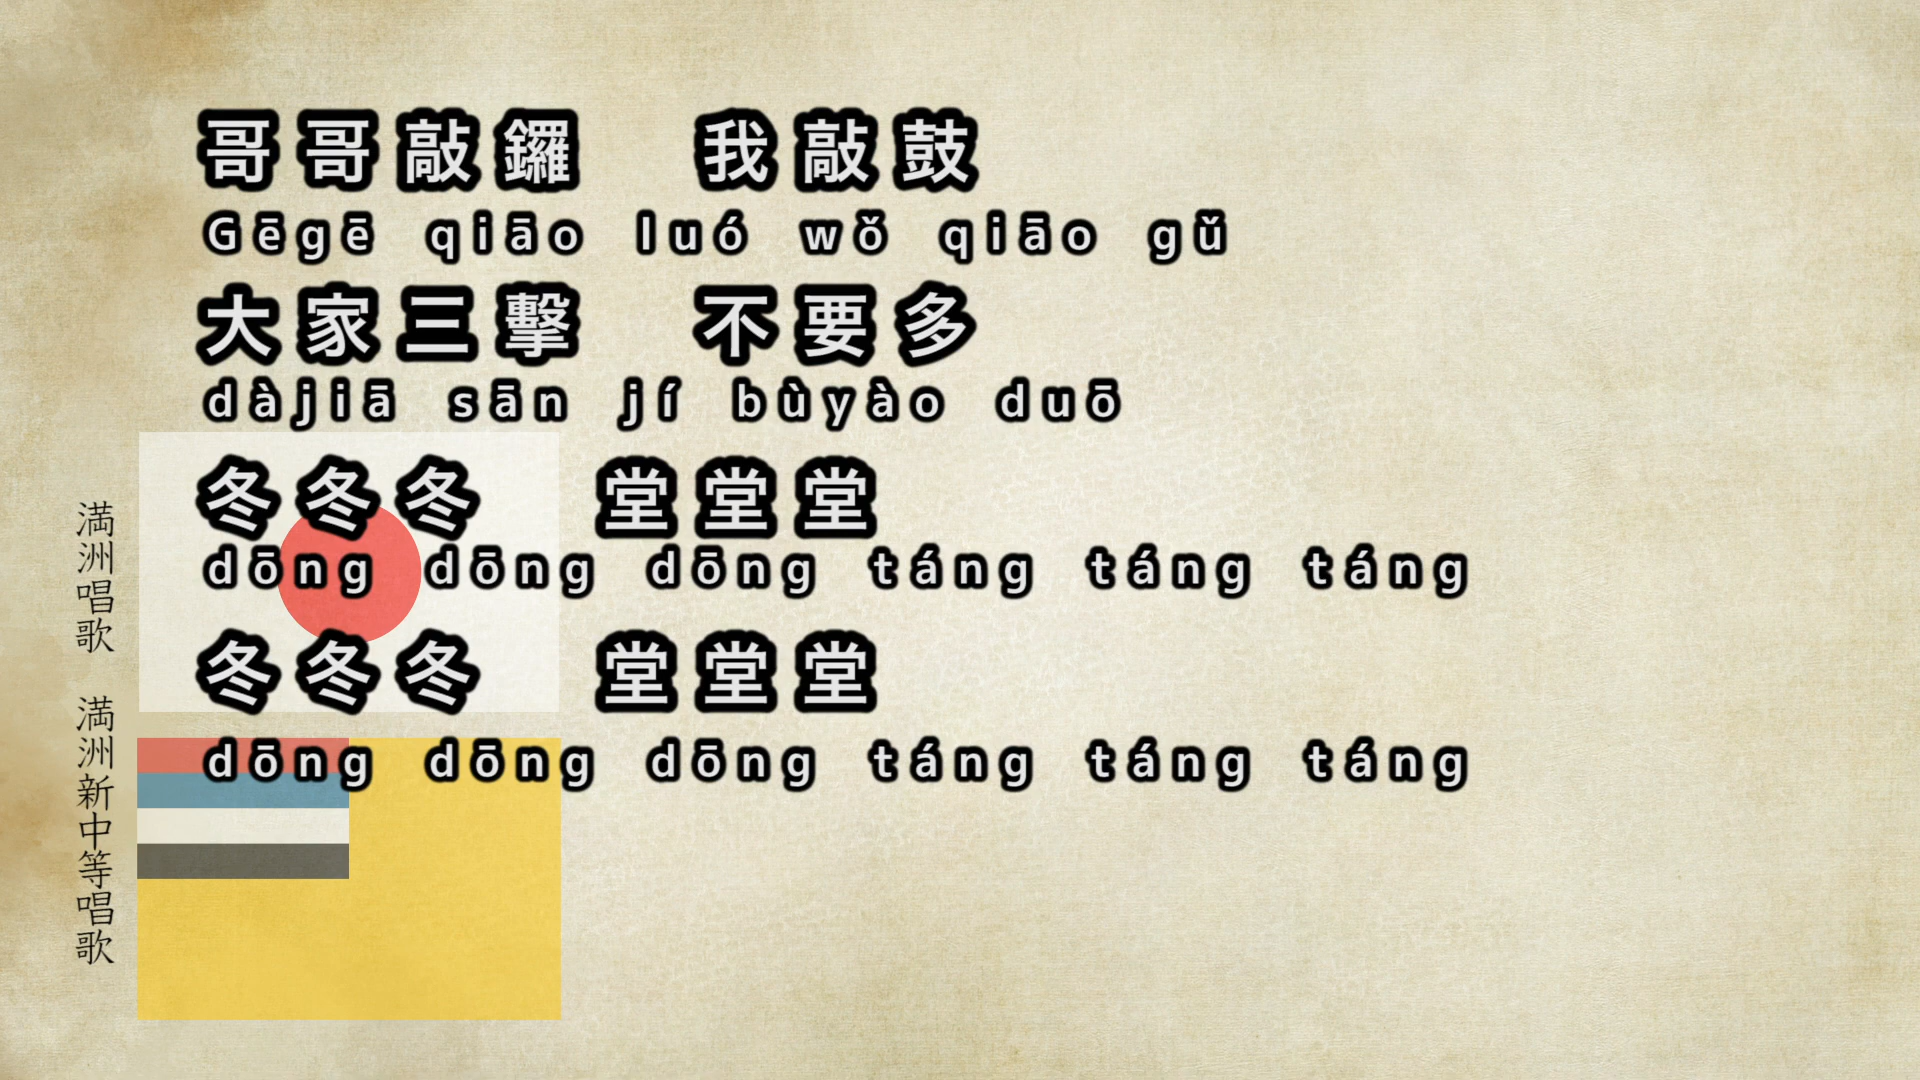 哥哥敲鑼　我敲鼓
Gēgē qiāo luó wǒ qiāo gǔ
大家三擊　不要多
dàjiā sān jí bùyào duō
冬冬冬　堂堂堂
dōng dōng dōng táng táng táng
冬冬冬　堂堂堂
dōng dōng dōng táng táng táng
満洲唱歌　満洲新中等唱歌